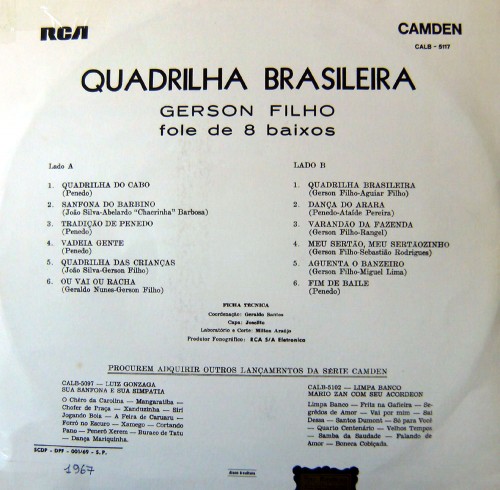 RCA
CAMDEN
CALB - 5117
QUADRILHA BRASILEIRA
GERSON FILHO
fole de 8 baixos
Lado A
1. QUADRILHA DO CABO
(Penedo)
2. SANFONA DO BARBINO
(João Silva-Abelardo "Chacrinha" Barbosa)
3. TRADIÇÃO DE PENEDO
(Penedo)
4. VADEIA GENTE
(Penedo)
5. QUADRILHA DAS CRIANÇAS
(João Silva-Gerson Filho)
6. OU VAI OU RACHA
(Geraldo Nunes-Gerson Filho)
LADO B
1. QUADRILHA BRASILEIRA
(Gerson Filho-Aguiar Filho)
2. DANÇA DO ARARA
(Penedo-Ataíde Pereira)
3. VARANDÃO DA FAZENDA
(Gerson Filho-Rangel)
4. MEU SERTÃO, MEU SERTÃOZINHO
(Gerson Filho-Sebastião Rodrigues)
5. AGUENTA O BANZEIRO
(Gerson Filho-Miguel Lima)
6. FIM DE BAILE
(Penedo)
FICHA TÉCNICA
Coordenação: Geraldo Santos
Capa: Joselito
Laboratório e Corte: Milton Araújo
Produtor Fonográfico: RCA S/A Eletrônica
PROCUREM ADQUIRIR OUTROS LANÇAMENTOS DA SÉRIE CAMDEN
CALB-5097 — LUIZ GONZAGA
SUA SANFONA E SUA SIMPATIA
O Chêro da Carolina — Mangaratiba —
Chofer de Praça — Xanduzinha — Siri
Jogando Bola — A Feira de Caruaru —
Forró no Escuro — Xamego — Cortando
Pano — Penerô Xerem — Buraco de Tatu
— Dança Mariquinha.
CALB-5102 — LIMPA BANCO
MARIO ZAN COM SEU ACORDEON
Limpa Banco — Fritz na Gafieira — Se-
grêdos de Amor — Vai por mim — Sai
Dessa — Santos Dumont — Só para Você
— Quarto Centenário — Velhos Tempos
— Samba da Saudade — Falando de
Amor — Boneca Cobiçada.
SCDP - DPF - 001/69 - S. P.
1967
disco é cultura